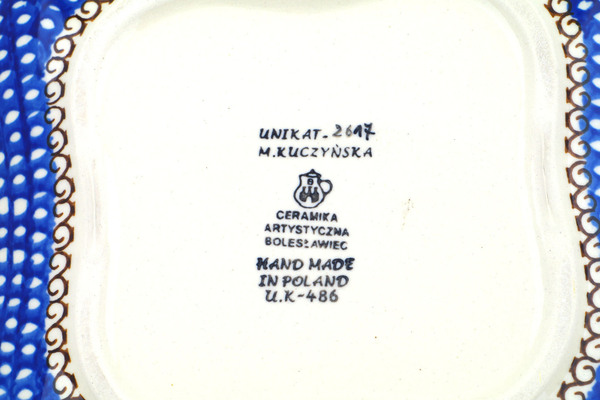 UNIKAT-2617
M.KUCZYŃSKA
CERAMIKA
ARTYSTYCZNA
BOLESŁAWIEC
HAND MADE
IN POLAND
U.K-486